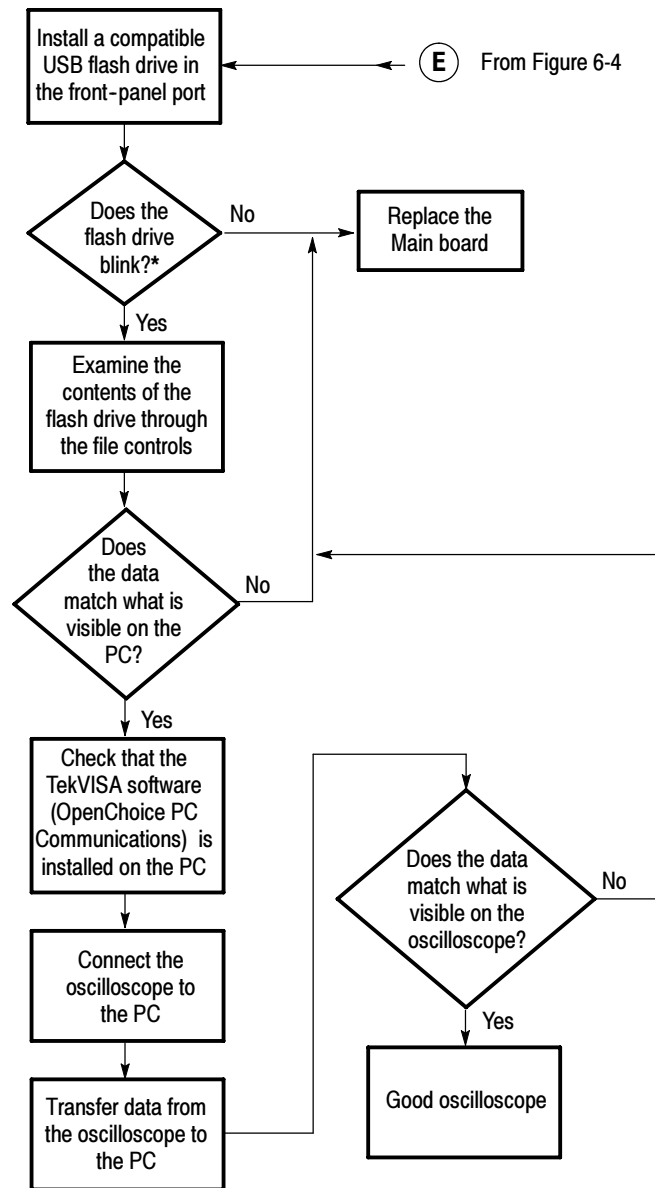 Install a compatible
USB flash drive in
the front-panel port
E
From Figure 6-4
Does the
flash drive
blink?*
No
Replace the
Main board
Yes
Examine the
contents of the
flash drive through
the file controls
Does
the data
match what is
visible on the
PC?
No
Yes
Check that the
TekVISA software
(OpenChoice PC
Communications) is
installed on the PC
Connect the
oscilloscope to
the PC
Transfer data from
the oscilloscope to
the PC
Does the data
match what is
visible on the
oscilloscope?
No
Yes
Good oscilloscope